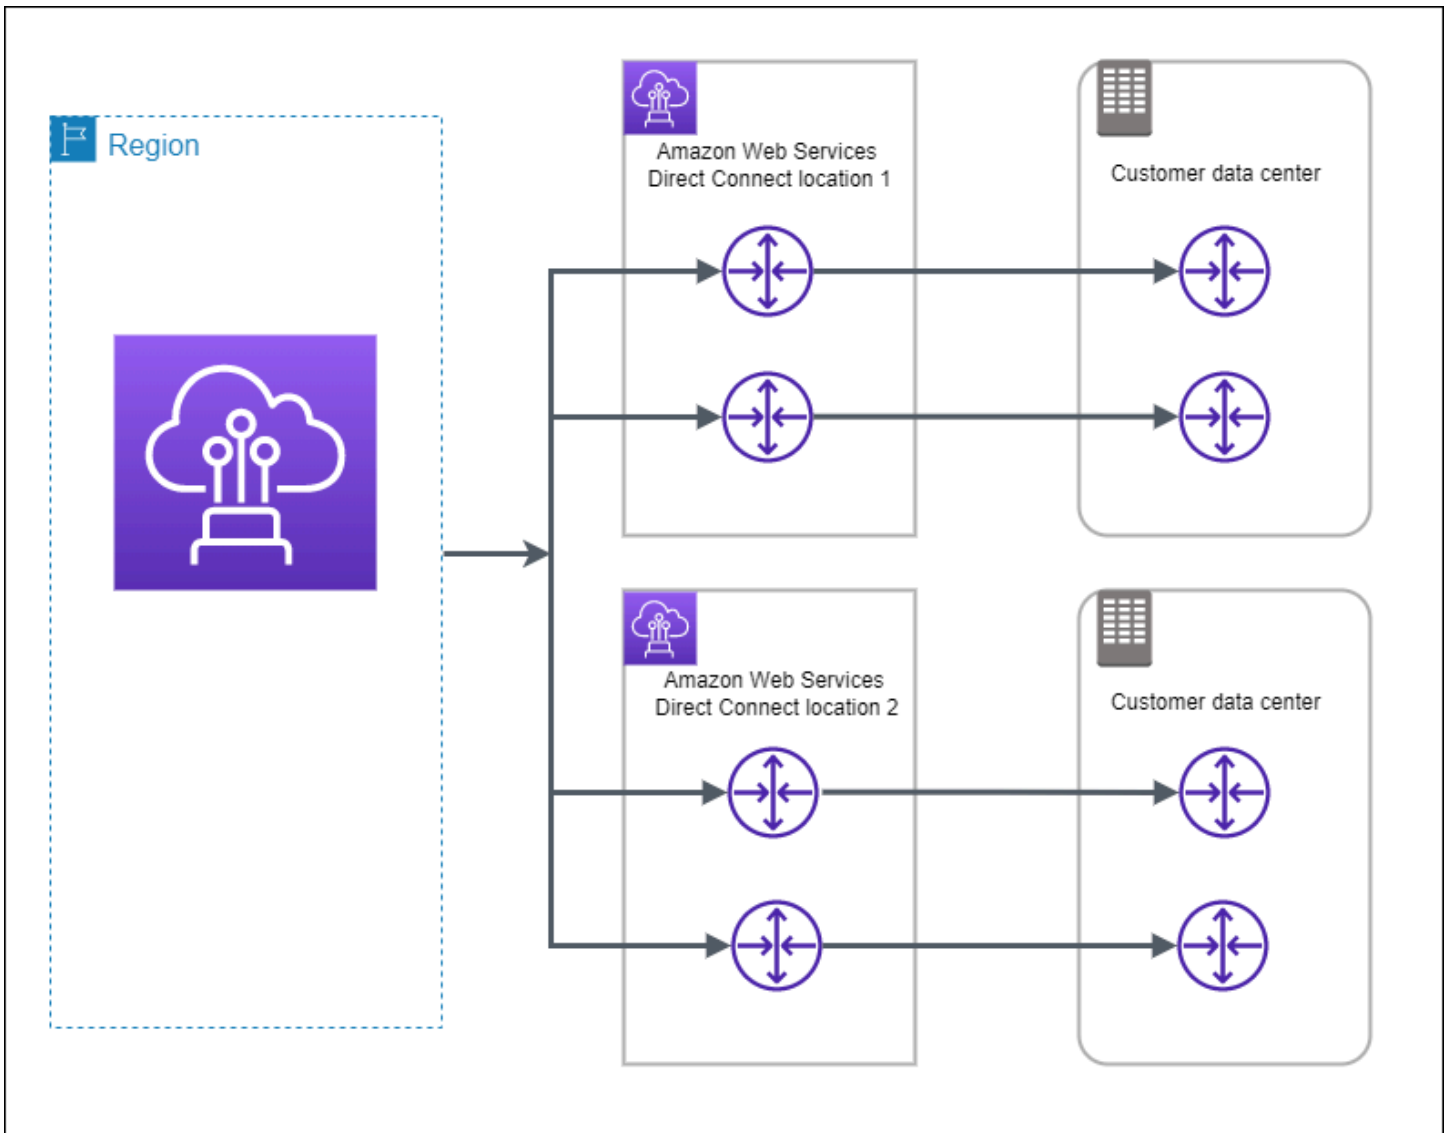 Region
Amazon Web Services
Direct Connect location 1
Customer data center
Amazon Web Services
Direct Connect location 2
Customer data center